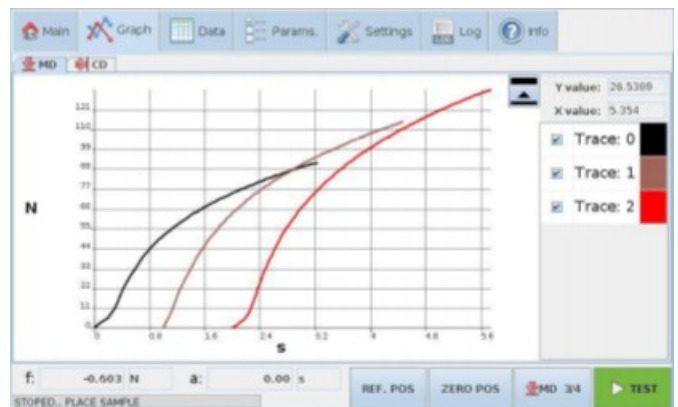 Main Graph Data Params. Settings Log Info
MD CD
Y value: 26.5389
X value: 5.354
Trace: 0
Trace: 1
Trace: 2
121
110
99
88
77
66
55
44
33
22
11
0
N
0 0.8 1.6 2.4 3.2 4 4.8 5.6
s
f: -0.603 N a: 0.00 s
REF. POS ZERO POS MD 3/4 TEST
STOPED.. PLACE SAMPLE